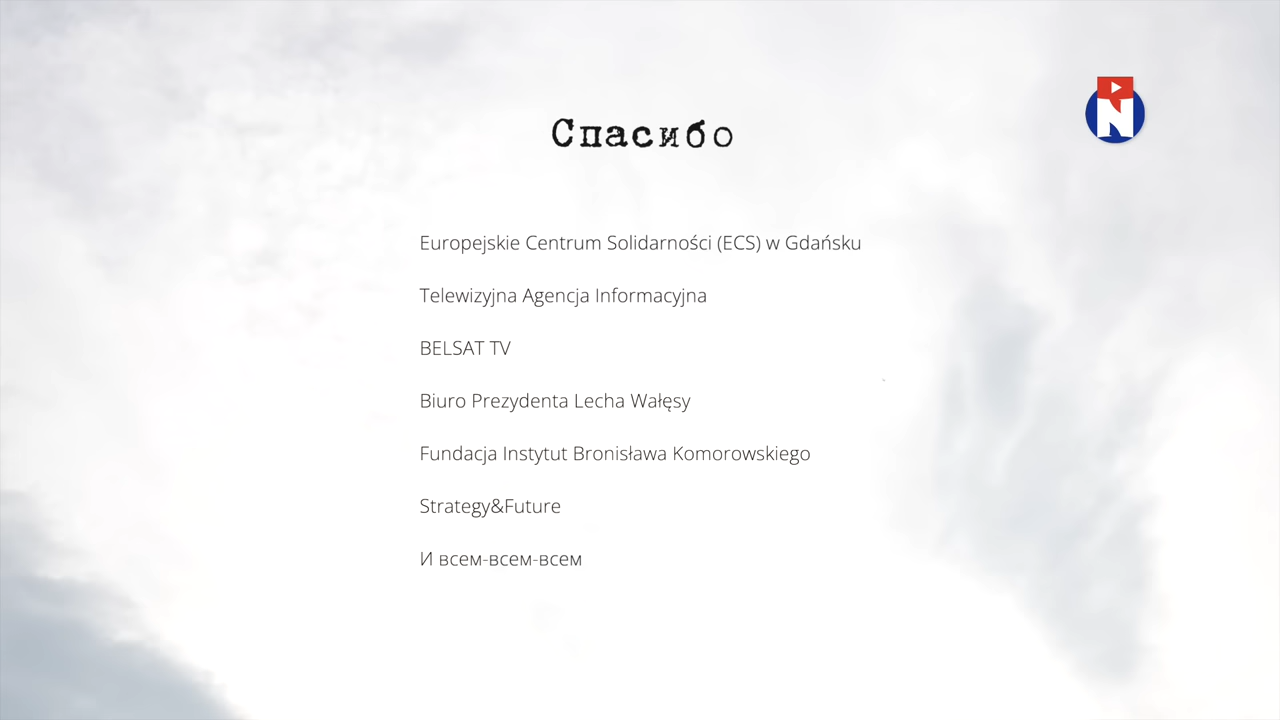 Спасибо
Europejskie Centrum Solidarności (ECS) w Gdańsku
Telewizyjna Agencja Informacyjna
BELSAT TV
Biuro Prezydenta Lecha Wałęsy
Fundacja Instytut Bronisława Komorowskiego
Strategy&Future
И всем-всем-всем
N